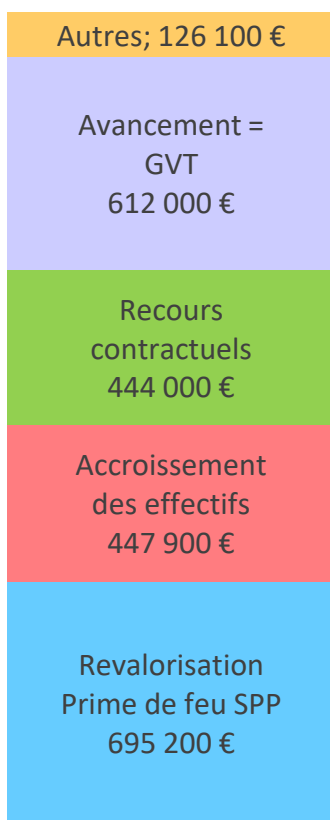 Autres; 126 100 €
Avancement =
GVT
612 000 €
Recours
contractuels
444 000 €
Accroissement
des effectifs
447 900 €
Revalorisation
Prime de feu SPP
695 200 €